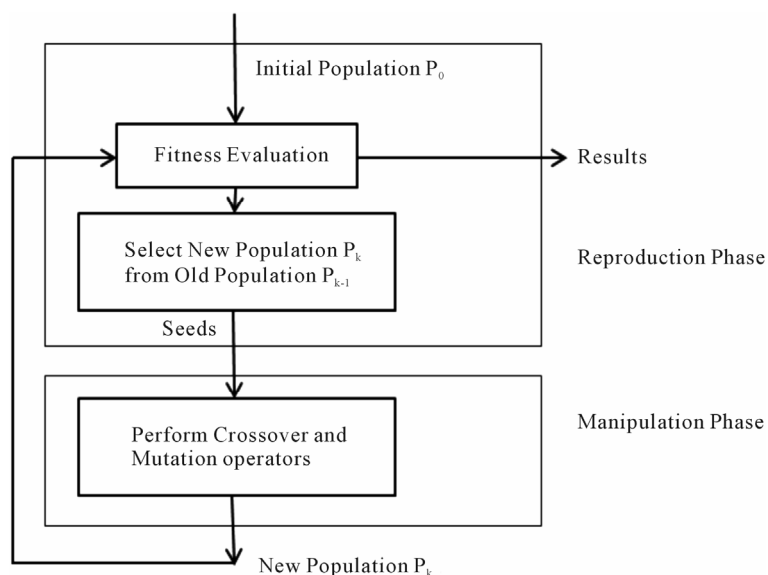 Initial Population P₀
Fitness Evaluation
Results
Select New Population Pₖ
from Old Population Pₖ₋₁
Reproduction Phase
Seeds
Perform Crossover and
Mutation operators
Manipulation Phase
New Population Pₖ